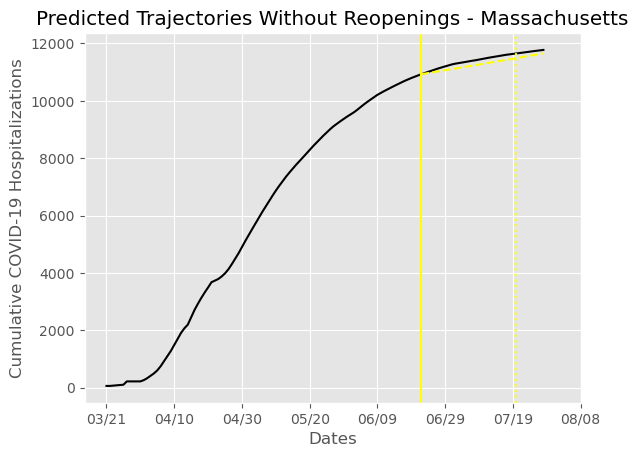 Predicted Trajectories Without Reopenings - Massachusetts
Cumulative COVID-19 Hospitalizations
12000
10000
8000
6000
4000
2000
0
03/21 04/10 04/30 05/20 06/09 06/29 07/19 08/08
Dates